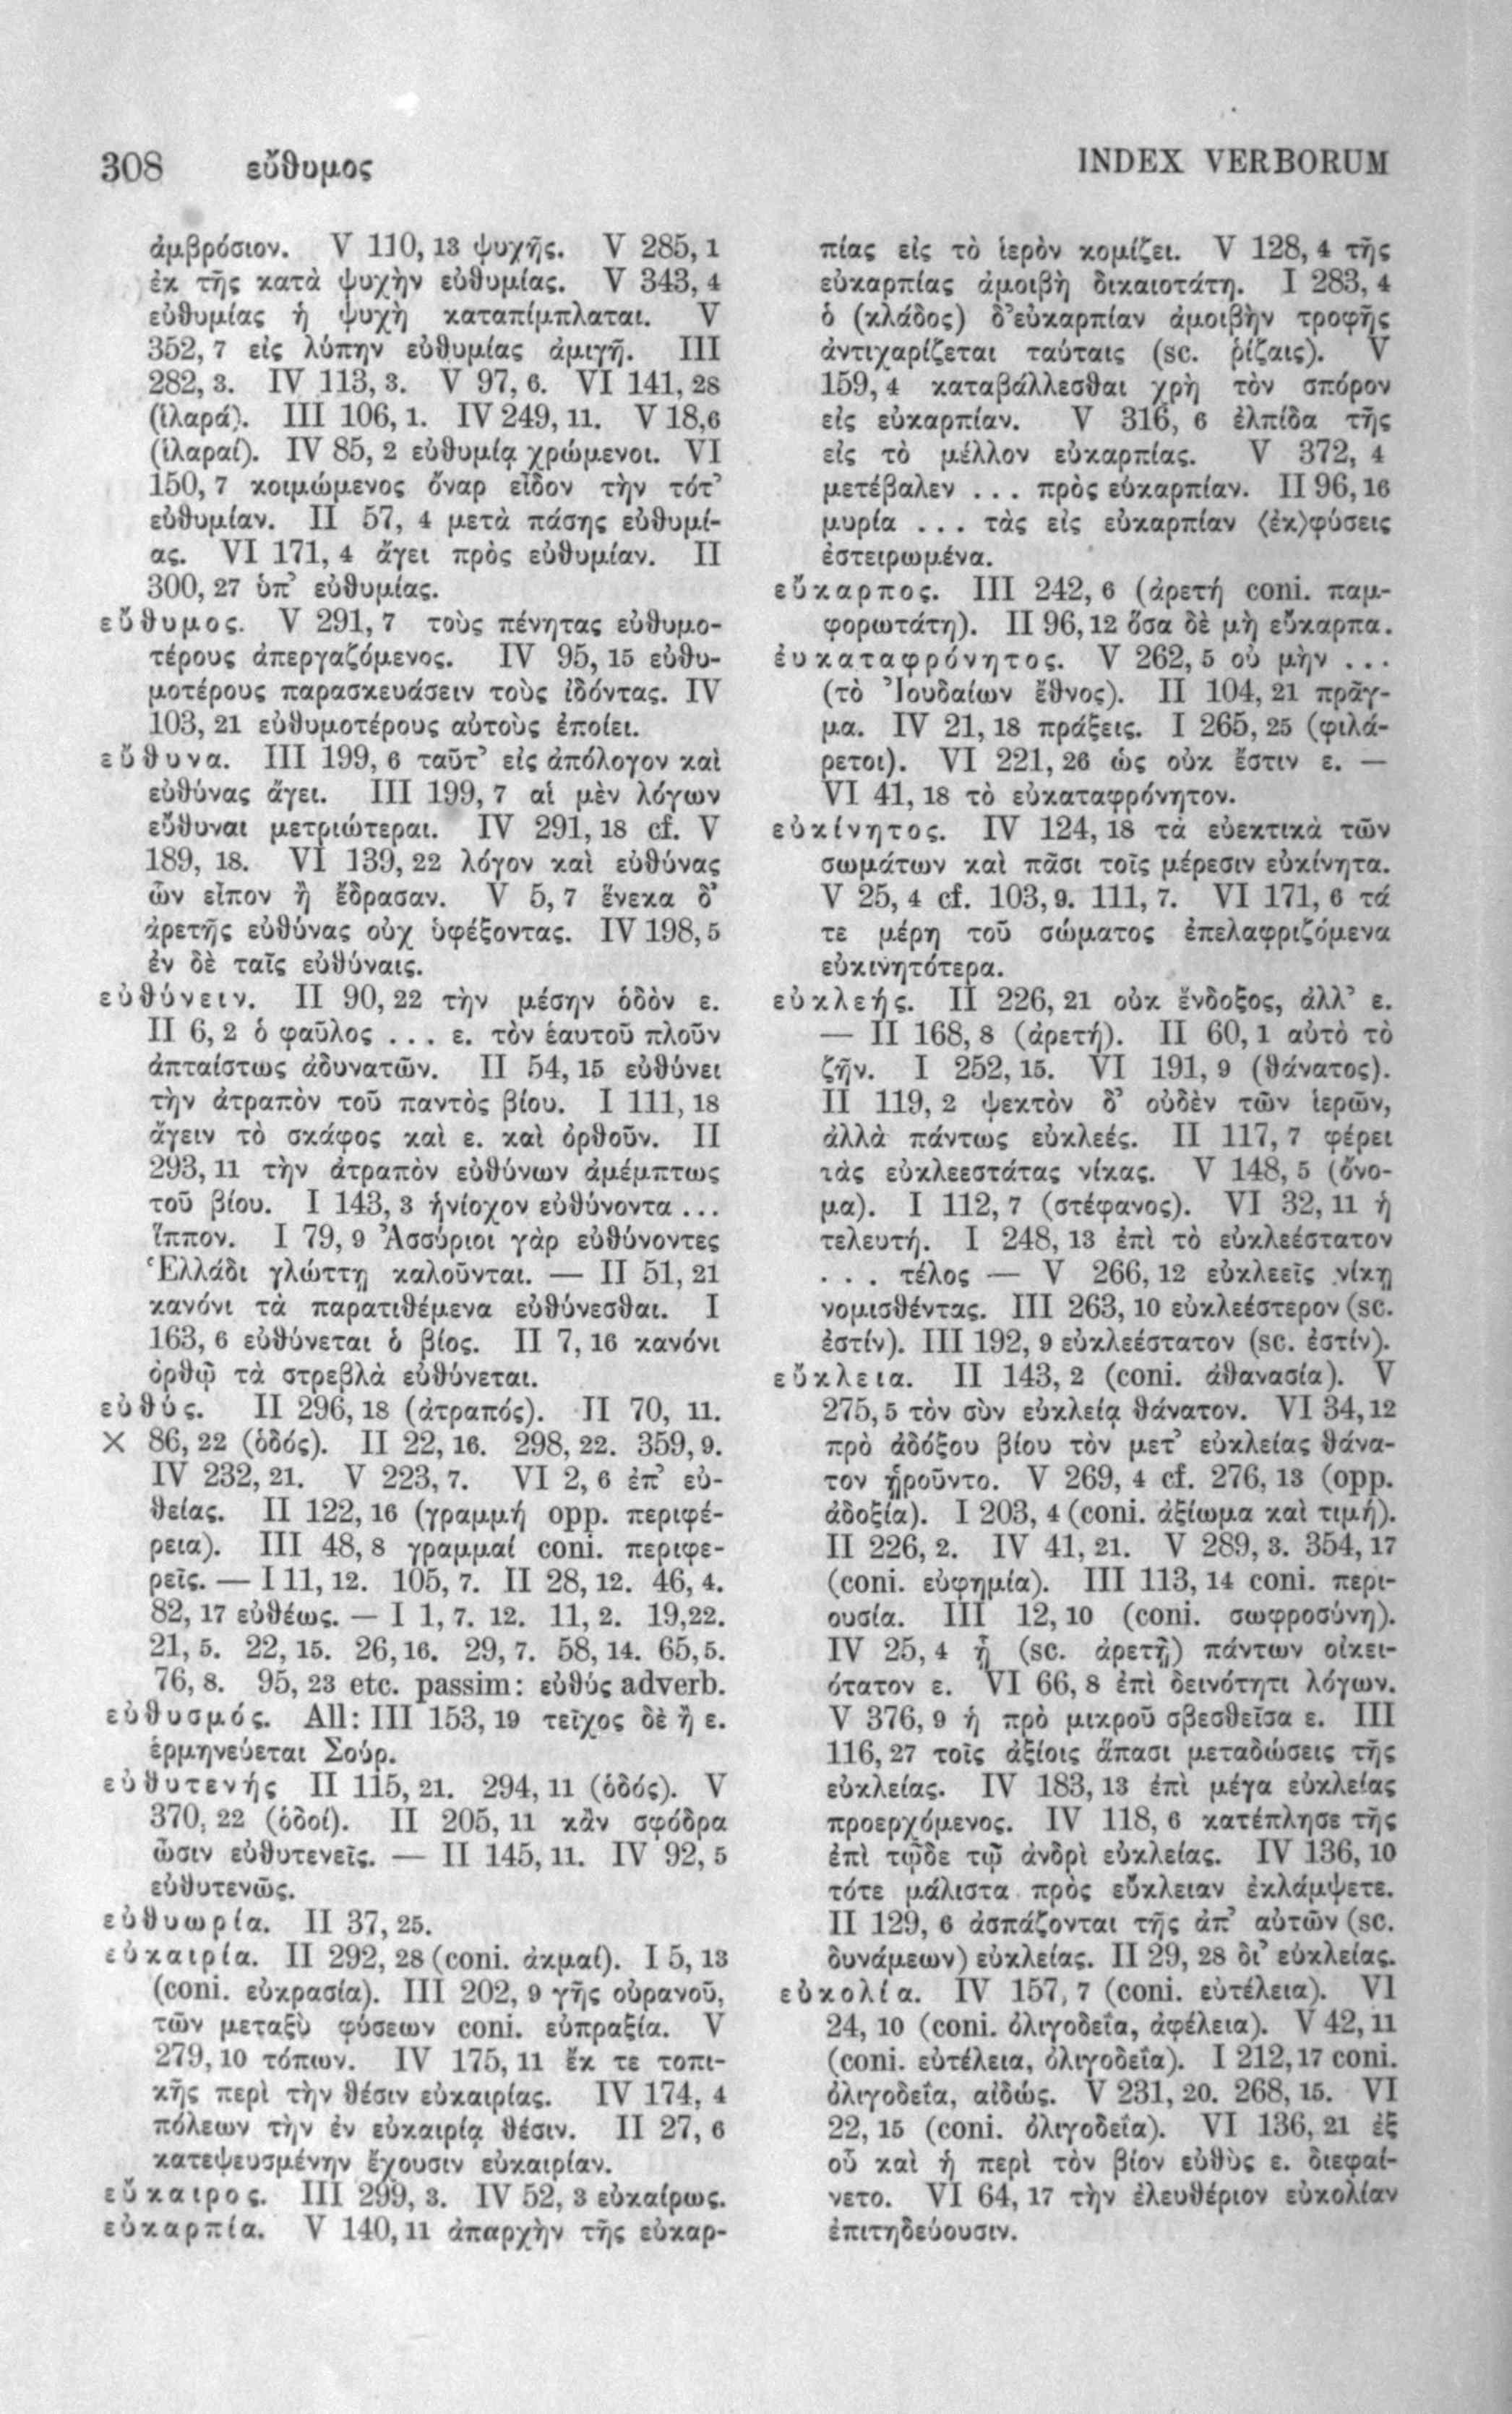 308 εὔθυμος
INDEX VERBORUM
ἀμβρόσιον. V 110, 13 ψυχῆς. V 285, 1
ἐκ τῆς κατὰ ψυχὴν εὐθυμίας. V 343, 4
εὐθυμίας ἡ ψυχὴ καταπίμπλαται. V
352, 7 εἰς λύπην εὐθυμίας ἀμιγῆ. III
282, 3. IV 113, 3. V 97, 6. VI 141, 28
(ἱλαρά). III 106, 1. IV 249, 11. V 18, 6
(ἱλαραί). IV 85, 2 εὐθυμίᾳ χρώμενοι. VI
150, 7 κοιμώμενος ὄναρ εἶδον τὴν τότ’
εὐθυμίαν. II 57, 4 μετὰ πάσης εὐθυμί-
ας. VI 171, 4 ἄγει πρὸς εὐθυμίαν. II
300, 27 ὑπ’ εὐθυμίας.
εὔθυμος. V 291, 7 τοὺς πένητας εὐθυμο-
τέρους ἀπεργαζόμενος. IV 95, 15 εὐθυ-
μοτέρους παρασκευάσειν τοὺς ἰδόντας. IV
103, 21 εὐθυμοτέρους αὐτοὺς ἐποίει.
εὔθυνα. III 199, 6 ταῦτ’ εἰς ἀπόλογον καὶ
εὐθύνας ἄγει. III 199, 7 αἱ μὲν λόγων
εὔθυναι μετριώτεραι. IV 291, 18 cf. V
189, 18. VI 139, 22 λόγον καὶ εὐθύνας
ὧν εἶπον ἢ ἔδρασαν. V 5, 7 ἕνεκα δ’
ἀρετῆς εὐθύνας οὐχ ὑφέξοντας. IV 198, 5
ἐν δὲ ταῖς εὐθύναις.
εὐθύνειν. II 90, 22 τὴν μέσην ὁδὸν ε.
II 6, 2 ὁ φαῦλος . . . ε. τὸν ἑαυτοῦ πλοῦν
ἀπταίστως ἀδυνατῶν. II 54, 15 εὐθύνει
τὴν ἀτραπὸν τοῦ παντὸς βίου. I 111, 18
ἄγειν τὸ σκάφος καὶ ε. καὶ ὀρθοῦν. II
293, 11 τὴν ἀτραπὸν εὐθύνων ἀμέμπτως
τοῦ βίου. I 143, 3 ἡνίοχον εὐθύνοντα . . .
ἵππον. I 79, 9 Ἀσσύριοι γὰρ εὐθύνοντες
Ἑλλάδι γλώττῃ καλοῦνται. — II 51, 21
κανόνι τὰ παρατιθέμενα εὐθύνεσθαι. I
163, 6 εὐθύνεται ὁ βίος. II 7, 16 κανόνι
ὀρθῷ τὰ στρεβλὰ εὐθύνεται.
εὐθύς. II 296, 18 (ἀτραπός). II 70, 11.
X 86, 22 (ὁδός). II 22, 16. 298, 22. 359, 9.
IV 232, 21. V 223, 7. VI 2, 6 ἐπ’ εὐ-
θείας. II 122, 16 (γραμμή opp. περιφέ-
ρεια). III 48, 8 γραμμαί coni. περιφε-
ρεῖς. — I 11, 12. 105, 7. II 28, 12. 46, 4.
82, 17 εὐθέως. — I 1, 7. 12. 11, 2. 19, 22.
21, 5. 22, 15. 26, 16. 29, 7. 58, 14. 65, 5.
76, 8. 95, 23 etc. passim: εὐθύς adverb.
εὐθυσμός. All: III 153, 19 τεῖχος δὲ ἢ ε.
ἑρμηνεύεται Σούρ.
εὐθυτενής II 115, 21. 294, 11 (ὁδός). V
370, 22 (ὁδοί). II 205, 11 κἂν σφόδρα
ὦσιν εὐθυτενεῖς. — II 145, 11. IV 92, 5
εὐθυτενῶς.
εὐθυωρία. II 37, 25.
εὐκαιρία. II 292, 28 (coni. ἀκμαί). I 5, 13
(coni. εὐκρασία). III 202, 9 γῆς οὐρανοῦ,
τῶν μεταξὺ φύσεων coni. εὐπραξία. V
279, 10 τόπων. IV 175, 11 ἔκ τε τοπι-
κῆς περὶ τὴν θέσιν εὐκαιρίας. IV 174, 4
πόλεων τὴν ἐν εὐκαιρίᾳ θέσιν. II 27, 6
κατεψευσμένην ἔχουσιν εὐκαιρίαν.
εὔκαιρος. III 299, 3. IV 52, 3 εὐκαίρως.
εὐκαρπία. V 140, 11 ἀπαρχὴν τῆς εὐκαρ-
πίας εἰς τὸ ἱερὸν κομίζει. V 128, 4 τῆς
εὐκαρπίας ἀμοιβὴ δικαιοτάτη. I 283, 4
ὁ (κλάδος) δ’εὐκαρπίαν ἀμοιβὴν τροφῆς
ἀντιχαρίζεται ταύταις (sc. ῥίζαις). V
159, 4 καταβάλλεσθαι χρὴ τὸν σπόρον
εἰς εὐκαρπίαν. V 316, 6 ἐλπίδα τῆς
εἰς τὸ μέλλον εὐκαρπίας. V 372, 4
μετέβαλεν . . . πρὸς εὐκαρπίαν. II 96, 16
μυρία . . . τὰς εἰς εὐκαρπίαν ⟨ἐκ⟩φύσεις
ἐστειρωμένα.
εὔκαρπος. III 242, 6 (ἀρετή coni. παμ-
φορωτάτη). II 96, 12 ὅσα δὲ μὴ εὔκαρπα.
ἐυκαταφρόνητος. V 262, 5 οὐ μὴν . . .
(τὸ Ἰουδαίων ἔθνος). II 104, 21 πρᾶγ-
μα. IV 21, 18 πράξεις. I 265, 25 (φιλά-
ρετοι). VI 221, 26 ὡς οὐκ ἔστιν ε. —
VI 41, 18 τὸ εὐκαταφρόνητον.
εὐκίνητος. IV 124, 18 τὰ εὐεκτικὰ τῶν
σωμάτων καὶ πᾶσι τοῖς μέρεσιν εὐκίνητα.
V 25, 4 cf. 103, 9. 111, 7. VI 171, 6 τά
τε μέρη τοῦ σώματος ἐπελαφριζόμενα
εὐκινητότερα.
εὐκλεής. II 226, 21 οὐκ ἔνδοξος, ἀλλ’ ε.
— II 168, 8 (ἀρετή). II 60, 1 αὐτὸ τὸ
ζῆν. I 252, 15. VI 191, 9 (θάνατος).
II 119, 2 ψεκτὸν δ’ οὐδὲν τῶν ἱερῶν,
ἀλλὰ πάντως εὐκλεές. II 117, 7 φέρει
τὰς εὐκλεεστάτας νίκας. V 148, 5 (ὄνο-
μα). I 112, 7 (στέφανος). VI 32, 11 ἡ
τελευτή. I 248, 13 ἐπὶ τὸ εὐκλεέστατον
. . . τέλος — V 266, 12 εὐκλεεῖς νίκῃ
νομισθέντας. III 263, 10 εὐκλεέστερον (sc.
ἐστίν). III 192, 9 εὐκλεέστατον (sc. ἐστίν).
εὔκλεια. II 143, 2 (coni. ἀθανασία). V
275, 5 τὸν σὺν εὐκλείᾳ θάνατον. VI 34, 12
πρὸ ἀδόξου βίου τὸν μετ’ εὐκλείας θάνα-
τον ᾑροῦντο. V 269, 4 cf. 276, 13 (opp.
ἀδοξία). I 203, 4 (coni. ἀξίωμα καὶ τιμή).
II 226, 2. IV 41, 21. V 289, 3. 354, 17
(coni. εὐφημία). III 113, 14 coni. περι-
ουσία. III 12, 10 (coni. σωφροσύνη).
IV 25, 4 ᾗ (sc. ἀρετῇ) πάντων οἰκει-
ότατον ε. VI 66, 8 ἐπὶ δεινότητι λόγων.
V 376, 9 ἡ πρὸ μικροῦ σβεσθεῖσα ε. III
116, 27 τοῖς ἀξίοις ἅπασι μεταδώσεις τῆς
εὐκλείας. IV 183, 13 ἐπὶ μέγα εὐκλείας
προερχόμενος. IV 118, 6 κατέπλησε τῆς
ἐπὶ τῷδε τῷ ἀνδρὶ εὐκλείας. IV 136, 10
τότε μάλιστα πρὸς εὔκλειαν ἐκλάμψετε.
II 129, 6 ἀσπάζονται τῆς ἀπ’ αὐτῶν (sc.
δυνάμεων) εὐκλείας. II 29, 28 δι’ εὐκλείας.
εὐκολία. IV 157, 7 (coni. εὐτέλεια). VI
24, 10 (coni. ὀλιγοδεΐα, ἀφέλεια). V 42, 11
(coni. εὐτέλεια, ὀλιγοδεΐα). I 212, 17 coni.
ὀλιγοδεΐα, αἰδώς. V 231, 20. 268, 15. VI
22, 15 (coni. ὀλιγοδεΐα). VI 136, 21 ἐξ
οὗ καὶ ἡ περὶ τὸν βίον εὐθὺς ε. διεφαί-
νετο. VI 64, 17 τὴν ἐλευθέριον εὐκολίαν
ἐπιτηδεύουσιν.